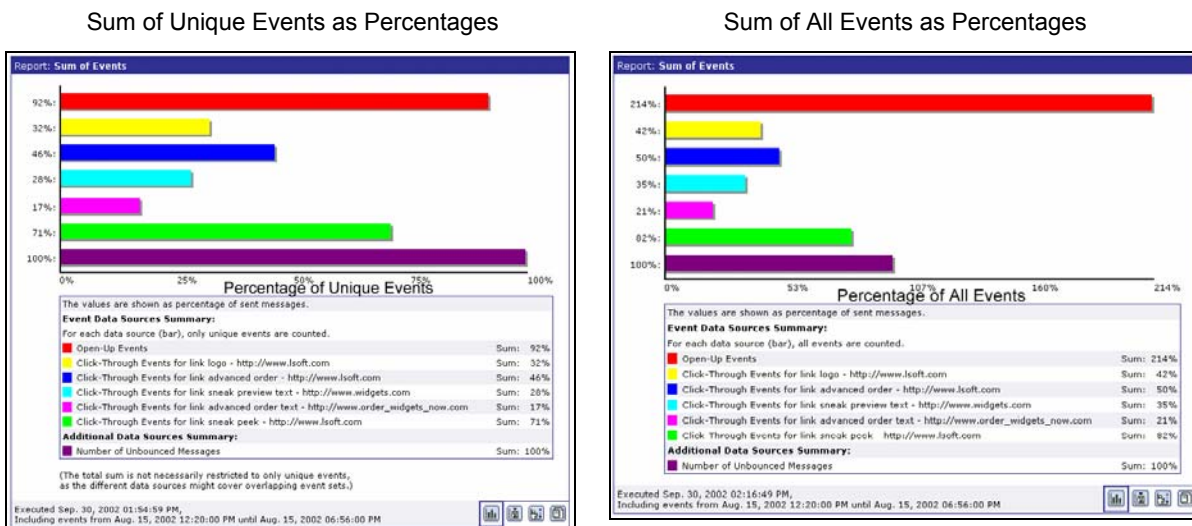 Sum of Unique Events as Percentages
Report: Sum of Events
92%:
32%:
46%:
28%:
17%:
71%:
100%:
0% 25% 50% 75% 100%
Percentage of Unique Events
The values are shown as percentage of sent messages.
Event Data Sources Summary:
For each data source (bar), only unique events are counted.
Open-Up Events Sum: 92%
Click-Through Events for link logo - http://www.lsoft.com Sum: 32%
Click-Through Events for link advanced order - http://www.lsoft.com Sum: 46%
Click-Through Events for link sneak preview text - http://www.widgets.com Sum: 28%
Click-Through Events for link advanced order text - http://www.order_widgets_now.com Sum: 17%
Click-Through Events for link sneak peek - http://www.lsoft.com Sum: 71%
Additional Data Sources Summary:
Number of Unbounced Messages Sum: 100%
(The total sum is not necessarily restricted to only unique events,
as the different data sources might cover overlapping event sets.)
Executed Sep. 30, 2002 01:54:59 PM,
Including events from Aug. 15, 2002 12:20:00 PM until Aug. 15, 2002 06:56:00 PM
Sum of All Events as Percentages
Report: Sum of Events
214%:
42%:
50%:
35%:
21%:
82%:
100%:
0% 53% 107% 160% 214%
Percentage of All Events
The values are shown as percentage of sent messages.
Event Data Sources Summary:
For each data source (bar), all events are counted.
Open-Up Events Sum: 214%
Click-Through Events for link logo - http://www.lsoft.com Sum: 42%
Click-Through Events for link advanced order - http://www.lsoft.com Sum: 50%
Click-Through Events for link sneak preview text - http://www.widgets.com Sum: 35%
Click-Through Events for link advanced order text - http://www.order_widgets_now.com Sum: 21%
Click-Through Events for link sneak peek - http://www.lsoft.com Sum: 82%
Additional Data Sources Summary:
Number of Unbounced Messages Sum: 100%
Executed Sep. 30, 2002 02:16:49 PM,
Including events from Aug. 15, 2002 12:20:00 PM until Aug. 15, 2002 06:56:00 PM